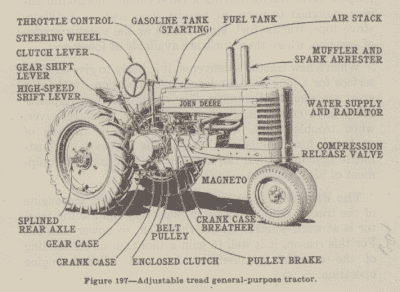 THROTTLE CONTROL
GASOLINE TANK
(STARTING)
FUEL TANK
AIR STACK
STEERING WHEEL
CLUTCH LEVER
GEAR SHIFT
LEVER
HIGH-SPEED
SHIFT LEVER
MUFFLER AND
SPARK ARRESTER
JOHN DEERE
WATER SUPPLY
AND RADIATOR
COMPRESSION
RELEASE VALVE
MAGNETO
SPLINED
REAR AXLE
GEAR CASE
CRANK CASE
BELT
PULLEY
ENCLOSED CLUTCH
CRANK CASE
BREATHER
PULLEY BRAKE
Figure 197—Adjustable tread general-purpose tractor.